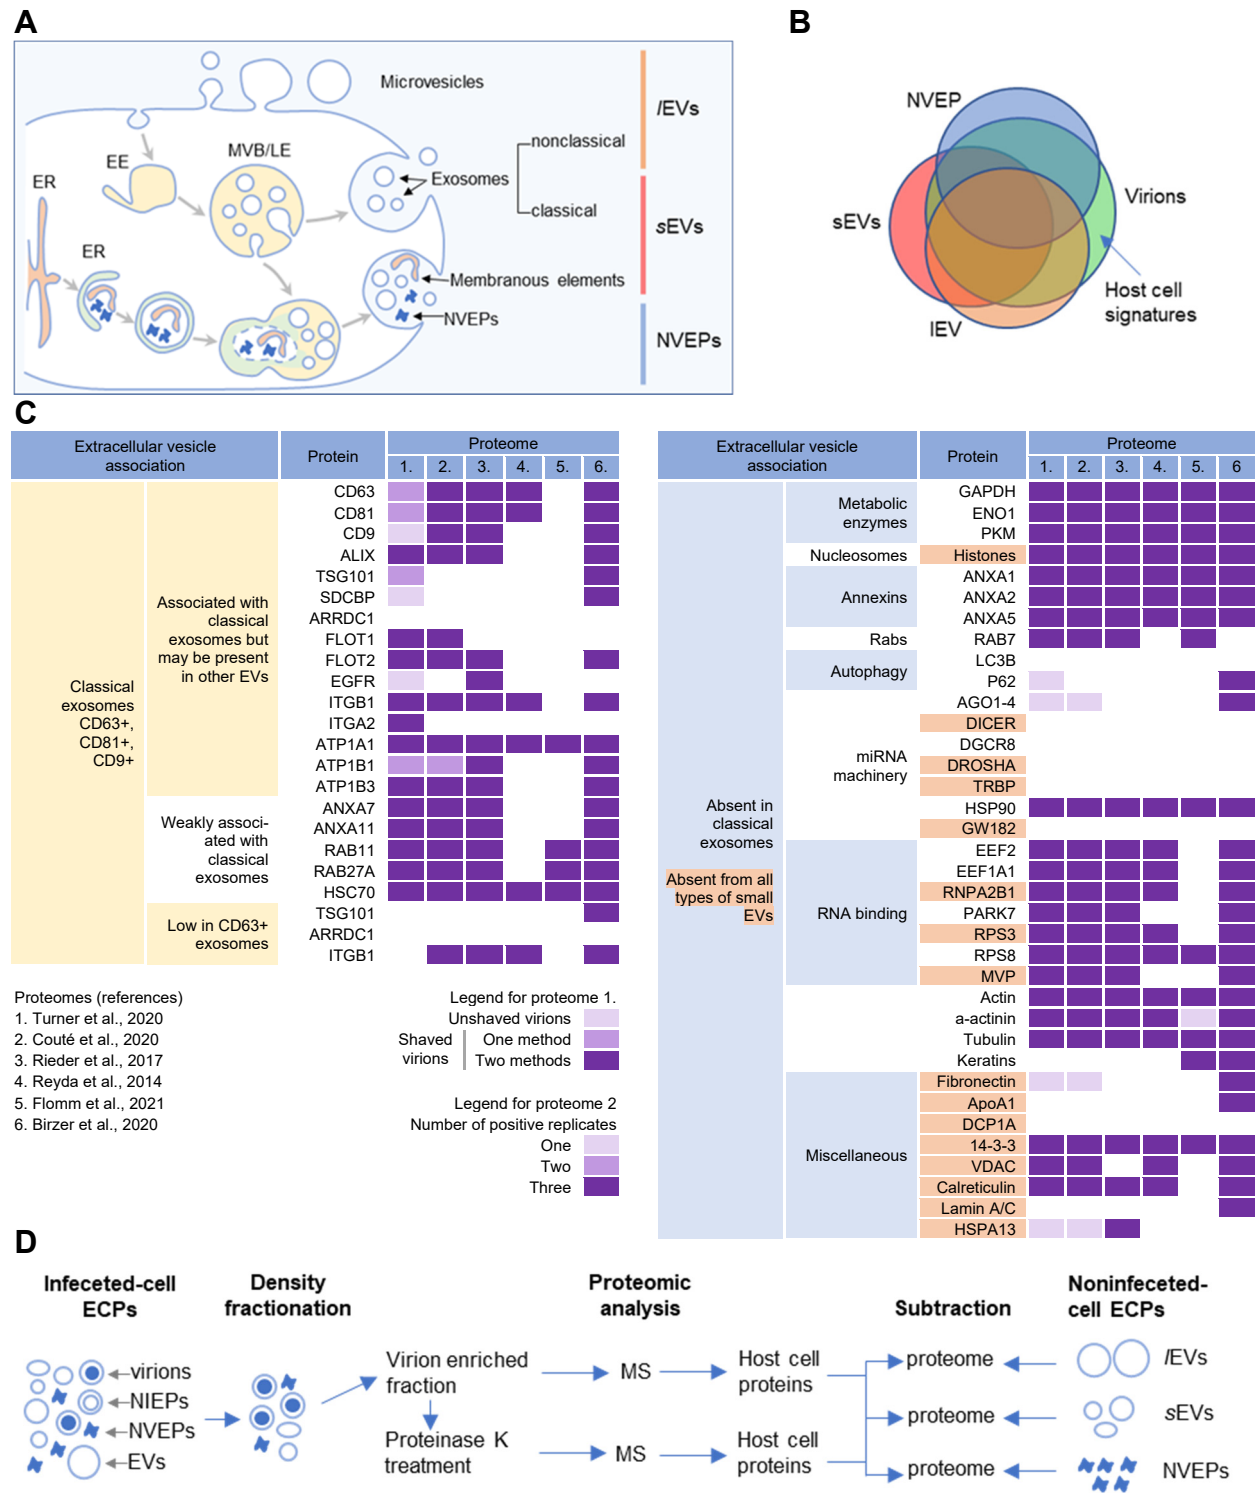 A
B
Microvesicles
EE
MVB/LE
ER
ER
Exosomes
nonclassical
classical
Membranous elements
NVEPs
lEVs
sEVs
NVEPs
NVEP
sEVs
Virions
lEV
Host cell
signatures
C
Extracellular vesicle
association
Protein
Proteome
1. 2. 3. 4. 5. 6.
Classical
exosomes
CD63+,
CD81+,
CD9+
Associated with
classical
exosomes but
may be present
in other EVs
CD63
CD81
CD9
ALIX
TSG101
SDCBP
ARRDC1
FLOT1
FLOT2
EGFR
ITGB1
ITGA2
ATP1A1
ATP1B1
ATP1B3
Weakly associ-
ated with
classical
exosomes
ANXA7
ANXA11
RAB11
RAB27A
HSC70
Low in CD63+
exosomes
TSG101
ARRDC1
ITGB1
Proteomes (references)
1. Turner et al., 2020
2. Couté et al., 2020
3. Rieder et al., 2017
4. Reyda et al., 2014
5. Flomm et al., 2021
6. Birzer et al., 2020
Legend for proteome 1.
Unshaved virions
Shaved
virions
One method
Two methods
Legend for proteome 2
Number of positive replicates
One
Two
Three
Extracellular vesicle
association
Protein
Proteome
1. 2. 3. 4. 5. 6
Absent in
classical
exosomes
Absent from all
types of small
EVs
Metabolic
enzymes
GAPDH
ENO1
PKM
Nucleosomes
Histones
Annexins
ANXA1
ANXA2
ANXA5
Rabs
RAB7
Autophagy
LC3B
P62
miRNA
machinery
AGO1-4
DICER
DGCR8
DROSHA
TRBP
HSP90
GW182
RNA binding
EEF2
EEF1A1
RNPA2B1
PARK7
RPS3
RPS8
MVP
Actin
a-actinin
Tubulin
Keratins
Miscellaneous
Fibronectin
ApoA1
DCP1A
14-3-3
VDAC
Calreticulin
Lamin A/C
HSPA13
D
Infeceted-cell
ECPs
Density
fractionation
Proteomic
analysis
Subtraction
Noninfeceted-
cell ECPs
virions
NIEPs
NVEPs
EVs
Virion enriched
fraction
Proteinase K
treatment
MS
MS
Host cell
proteins
Host cell
proteins
proteome
proteome
proteome
lEVs
sEVs
NVEPs